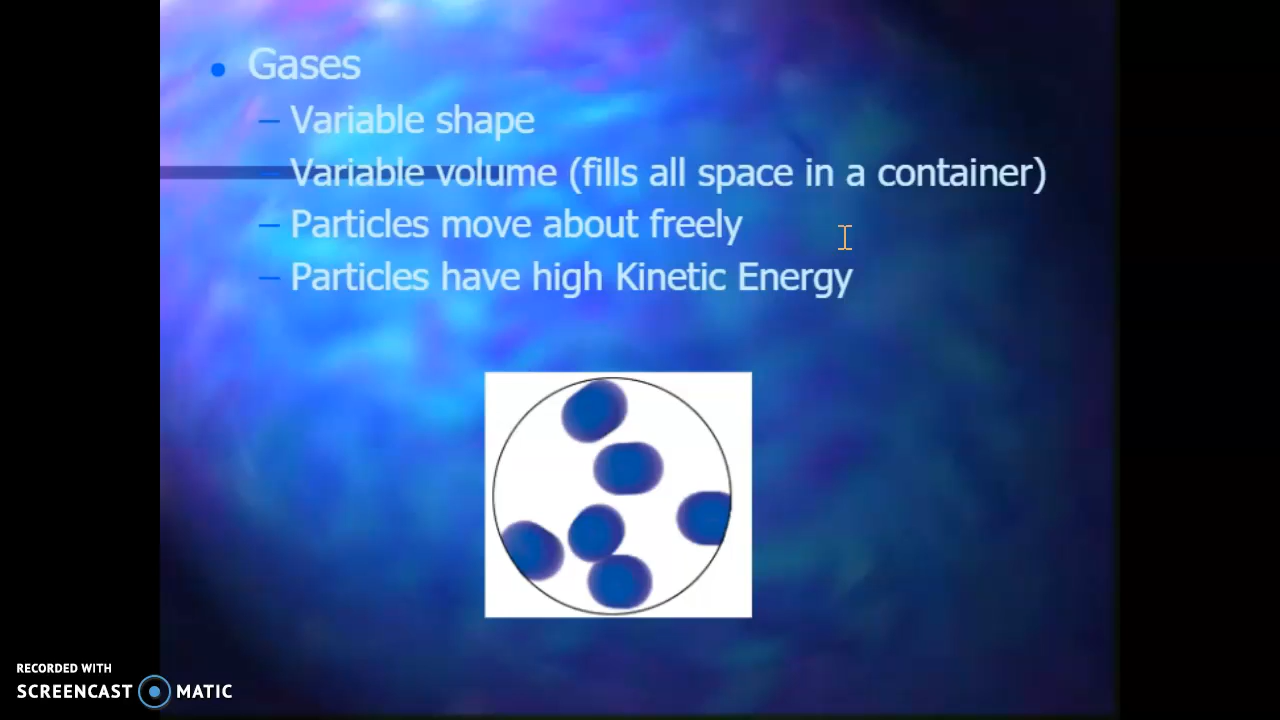 • Gases
– Variable shape
– Variable volume (fills all space in a container)
– Particles move about freely
– Particles have high Kinetic Energy
RECORDED WITH
SCREENCAST MATIC